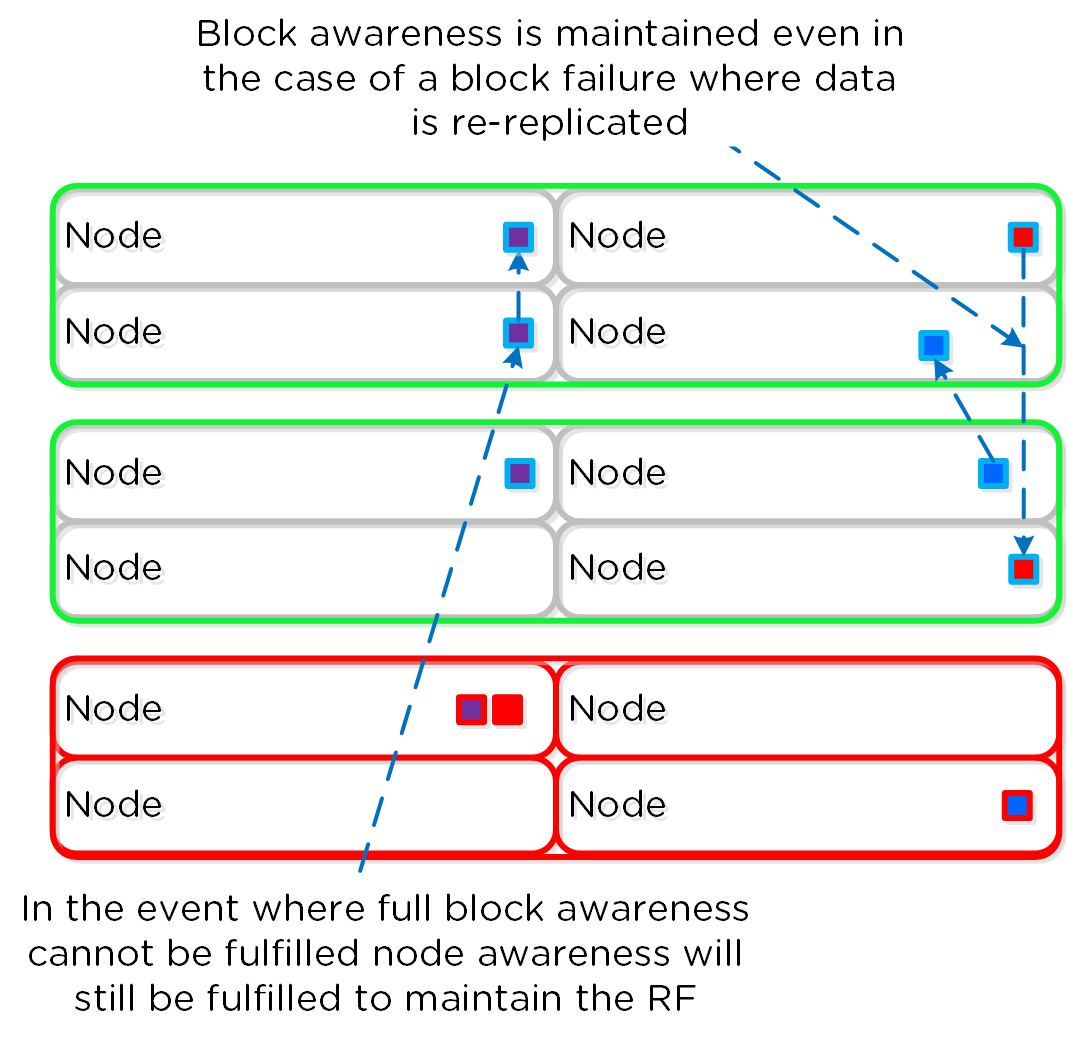 Block awareness is maintained even in
the case of a block failure where data
is re-replicated
Node
Node
Node
Node
Node
Node
Node
Node
Node
Node
Node
Node
In the event where full block awareness
cannot be fulfilled node awareness will
still be fulfilled to maintain the RF